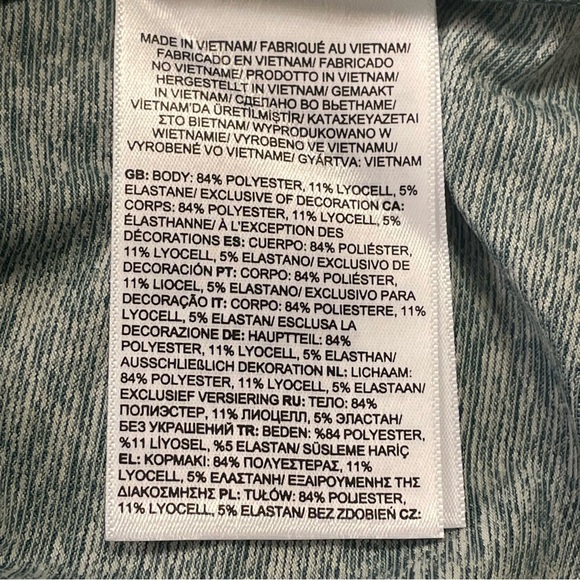 MADE IN VIETNAM/ FABRIQUÉ AU VIETNAM/
FABRICADO EN VIETNAM/ FABRICADO
NO VIETNAME/ PRODOTTO IN VIETNAM/
HERGESTELLT IN VIETNAM/ GEMAAKT
IN VIETNAM/ СДЕЛАНО ВО ВЬЕТНАМЕ/
VİETNAM'DA ÜRETİLMİŞTİR/ ΚΑΤΑΣΚΕΥΑΖΕΤΑΙ
ΣΤΟ ΒΙΕΤΝΑΜ/ WYPRODUKOWANO W
WIETNAMIE/ VYROBENO VE VIETNAMU/
VYROBENÉ VO VIETNAME/ GYÁRTVA: VIETNAM
GB: BODY: 84% POLYESTER, 11% LYOCELL, 5%
ELASTANE/ EXCLUSIVE OF DECORATION CA:
CORPS: 84% POLYESTER, 11% LYOCELL, 5%
ÉLASTHANNE/ À L'EXCEPTION DES
DÉCORATIONS ES: CUERPO: 84% POLIÉSTER,
11% LYOCELL, 5% ELASTANO/ EXCLUSIVO DE
DECORACIÓN PT: CORPO: 84% POLIÉSTER,
11% LIOCEL, 5% ELASTANO/ EXCLUSIVO PARA
DECORAÇÃO IT: CORPO: 84% POLIESTERE, 11%
LYOCELL, 5% ELASTAN/ ESCLUSA LA
DECORAZIONE DE: HAUPTTEIL: 84%
POLYESTER, 11% LYOCELL, 5% ELASTHAN/
AUSSCHLIEẞLICH DEKORATION NL: LICHAAM:
84% POLYESTER, 11% LYOCELL, 5% ELASTAAN/
EXCLUSIEF VERSIERING RU: ТЕЛО: 84%
ПОЛИЭСТЕР, 11% ЛИОЦЕЛЛ, 5% ЭЛАСТАН/
БЕЗ УКРАШЕНИЙ TR: BEDEN: %84 POLYESTER,
%11 LİYOSEL, %5 ELASTAN/ SÜSLEME HARİÇ
EL: ΚΟΡΜΑΚΙ: 84% ΠΟΛΥΕΣΤΕΡΑΣ, 11%
LYOCELL, 5% ΕΛΑΣΤΑΝΗ/ ΕΞΑΙΡΟΥΜΕΝΗΣ ΤΗΣ
ΔΙΑΚΟΣΜΗΣΗΣ PL: TUŁÓW: 84% POLIESTER,
11% LYOCELL, 5% ELASTAN/ BEZ ZDOBIEŃ CZ: